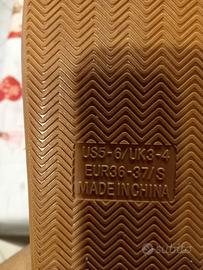 US5-6/UK3-4
EUR36-37/S
MADE IN CHINA
subito